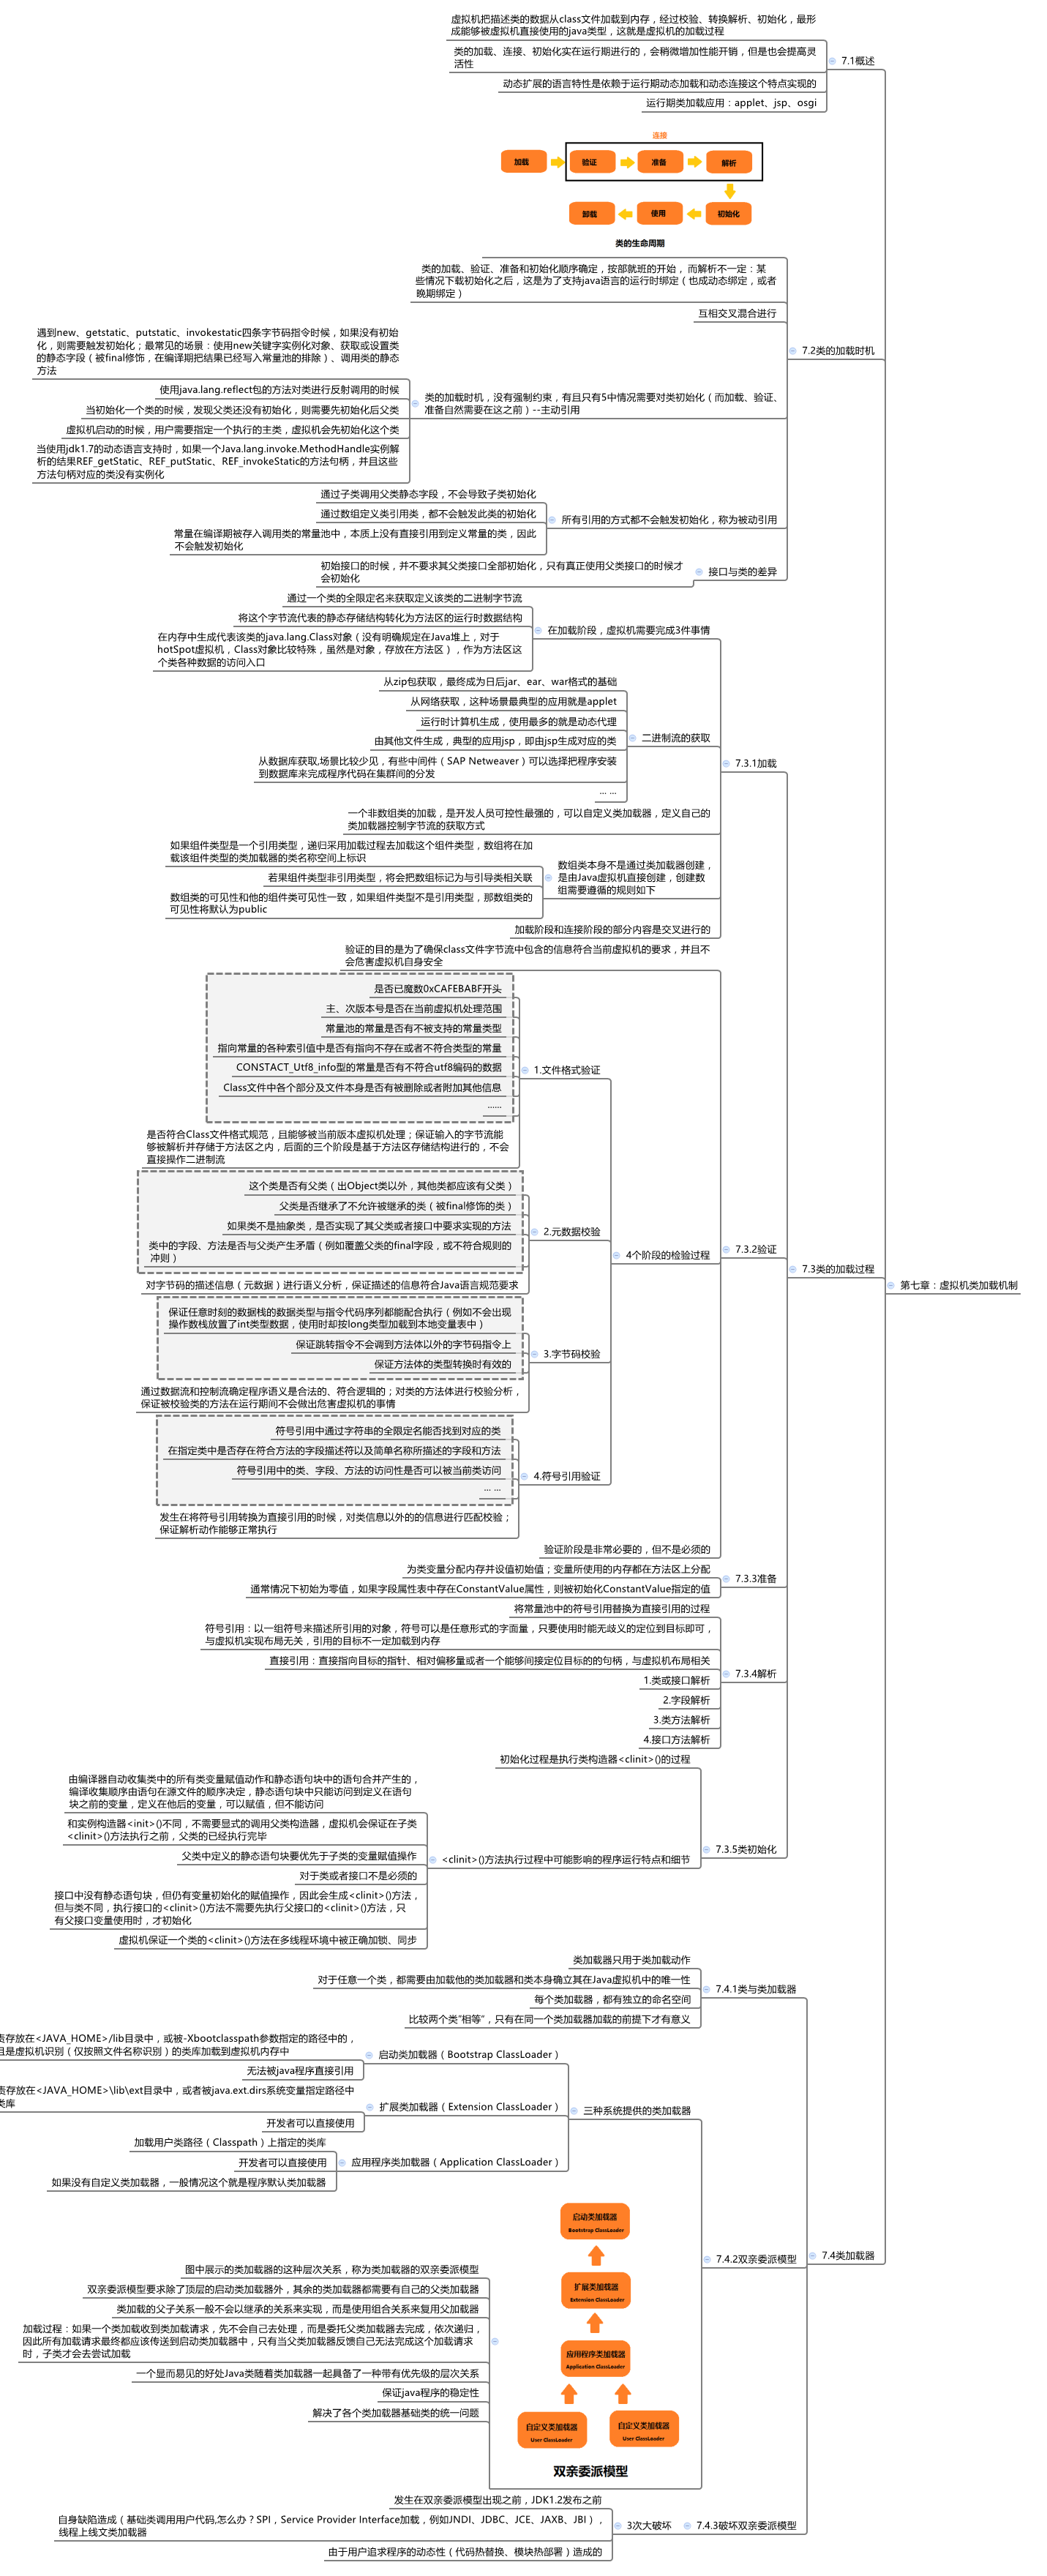 虚拟机把描述类的数据从class文件加载到内存，经过校验、转换解析、初始化，最形
成能够被虚拟机直接使用的java类型，这就是虚拟机的加载过程
类的加载、连接、初始化实在运行期进行的，会稍微增加性能开销，但是也会提高灵
活性
7.1概述
动态扩展的语言特性是依赖于运行期动态加载和动态连接这个特点实现的
运行期类加载应用：applet、jsp、osgi
连接
加载
验证
准备
解析
卸载
使用
初始化
类的生命周期
类的加载、验证、准备和初始化顺序确定，按部就班的开始，而解析不一定：某
些情况下载初始化之后，这是为了支持java语言的运行时绑定（也成动态绑定，或者
晚期绑定）
互相交叉混合进行
7.2类的加载时机
遇到new、getstatic、putstatic、invokestatic四条字节码指令时候，如果没有初始
化，则需要触发初始化；最常见的场景：使用new关键字实例化对象、获取或设置类
的静态字段（被final修饰，在编译期把结果已经写入常量池的排除）、调用类的静态
方法
使用java.lang.reflect包的方法对类进行反射调用的时候
当初始化一个类的时候，发现父类还没有初始化，则需要先初始化后父类
虚拟机启动的时候，用户需要指定一个执行的主类，虚拟机会先初始化这个类
当使用jdk1.7的动态语言支持时，如果一个Java.lang.invoke.MethodHandle实例解
析的结果REF_getStatic、REF_putStatic、REF_invokeStatic的方法句柄，并且这些
方法句柄对应的类没有实例化
类的加载时机，没有强制约束，有且只有5中情况需要对类初始化（而加载、验证、
准备自然需要在这之前）--主动引用
通过子类调用父类静态字段，不会导致子类初始化
通过数组定义类引用类，都不会触发此类的初始化
常量在编译期被存入调用类的常量池中，本质上没有直接引用到定义常量的类，因此
不会触发初始化
所有引用的方式都不会触发初始化，称为被动引用
初始接口的时候，并不要求其父类接口全部初始化，只有真正使用父类接口的时候才
会初始化
接口与类的差异
通过一个类的全限定名来获取定义该类的二进制字节流
将这个字节流代表的静态存储结构转化为方法区的运行时数据结构
在内存中生成代表该类的java.lang.Class对象（没有明确规定在Java堆上，对于
hotSpot虚拟机，Class对象比较特殊，虽然是对象，存放在方法区），作为方法区这
个类各种数据的访问入口
在加载阶段，虚拟机需要完成3件事情
从zip包获取，最终成为日后jar、ear、war格式的基础
从网络获取，这种场景最典型的应用就是applet
运行时计算机生成，使用最多的就是动态代理
由其他文件生成，典型的应用jsp，即由jsp生成对应的类
从数据库获取,场景比较少见，有些中间件（SAP Netweaver）可以选择把程序安装
到数据库来完成程序代码在集群间的分发
... ...
二进制流的获取
7.3.1加载
一个非数组类的加载，是开发人员可控性最强的，可以自定义类加载器，定义自己的
类加载器控制字节流的获取方式
如果组件类型是一个引用类型，递归采用加载过程去加载这个组件类型，数组将在加
载该组件类型的类加载器的类名称空间上标识
若果组件类型非引用类型，将会把数组标记为与引导类相关联
数组类的可见性和他的组件类可见性一致，如果组件类型不是引用类型，那数组类的
可见性将默认为public
数组类本身不是通过类加载器创建，
是由Java虚拟机直接创建，创建数
组需要遵循的规则如下
加载阶段和连接阶段的部分内容是交叉进行的
验证的目的是为了确保class文件字节流中包含的信息符合当前虚拟机的要求，并且不
会危害虚拟机自身安全
是否已魔数0xCAFEBABF开头
主、次版本号是否在当前虚拟机处理范围
常量池的常量是否有不被支持的常量类型
指向常量的各种索引值中是否有指向不存在或者不符合类型的常量
CONSTACT_Utf8_info型的常量是否有不符合utf8编码的数据
Class文件中各个部分及文件本身是否有被删除或者附加其他信息
......
1.文件格式验证
是否符合Class文件格式规范，且能够被当前版本虚拟机处理；保证输入的字节流能
够被解析并存储于方法区之内，后面的三个阶段是基于方法区存储结构进行的，不会
直接操作二进制流
这个类是否有父类（出Object类以外，其他类都应该有父类）
父类是否继承了不允许被继承的类（被final修饰的类）
如果类不是抽象类，是否实现了其父类或者接口中要求实现的方法
类中的字段、方法是否与父类产生矛盾（例如覆盖父类的final字段，或不符合规则的
冲则）
2.元数据校验
对字节码的描述信息（元数据）进行语义分析，保证描述的信息符合Java语言规范要求
4个阶段的检验过程
7.3.2验证
7.3类的加载过程
第七章：虚拟机类加载机制
保证任意时刻的数据栈的数据类型与指令代码序列都能配合执行（例如不会出现
操作数栈放置了int类型数据，使用时却按long类型加载到本地变量表中）
保证跳转指令不会调到方法体以外的字节码指令上
保证方法体的类型转换时有效的
3.字节码校验
通过数据流和控制流确定程序语义是合法的、符合逻辑的；对类的方法体进行校验分析，
保证被校验类的方法在运行期间不会做出危害虚拟机的事情
符号引用中通过字符串的全限定名能否找到对应的类
在指定类中是否存在符合方法的字段描述符以及简单名称所描述的字段和方法
符号引用中的类、字段、方法的访问性是否可以被当前类访问
... ...
4.符号引用验证
发生在将符号引用转换为直接引用的时候，对类信息以外的的信息进行匹配校验；
保证解析动作能够正常执行
验证阶段是非常必要的，但不是必须的
为类变量分配内存并设值初始值；变量所使用的内存都在方法区上分配
通常情况下初始为零值，如果字段属性表中存在ConstantValue属性，则被初始化ConstantValue指定的值
7.3.3准备
将常量池中的符号引用替换为直接引用的过程
符号引用：以一组符号来描述所引用的对象，符号可以是任意形式的字面量，只要使用时能无歧义的定位到目标即可，
与虚拟机实现布局无关，引用的目标不一定加载到内存
直接引用：直接指向目标的指针、相对偏移量或者一个能够间接定位目标的的句柄，与虚拟机布局相关
7.3.4解析
1.类或接口解析
2.字段解析
3.类方法解析
4.接口方法解析
初始化过程是执行类构造器<clinit>()的过程
由编译器自动收集类中的所有类变量赋值动作和静态语句块中的语句合并产生的，
编译收集顺序由语句在源文件的顺序决定，静态语句块中只能访问到定义在语句
块之前的变量，定义在他后的变量，可以赋值，但不能访问
和实例构造器<init>()不同，不需要显式的调用父类构造器，虚拟机会保证在子类
<clinit>()方法执行之前，父类的已经执行完毕
父类中定义的静态语句块要优先于子类的变量赋值操作
对于类或者接口不是必须的
接口中没有静态语句块，但仍有变量初始化的赋值操作，因此会生成<clinit>()方法，
但与类不同，执行接口的<clinit>()方法不需要先执行父接口的<clinit>()方法，只
有父接口变量使用时，才初始化
虚拟机保证一个类的<clinit>()方法在多线程环境中被正确加锁、同步
<clinit>()方法执行过程中可能影响的程序运行特点和细节
7.3.5类初始化
类加载器只用于类加载动作
对于任意一个类，都需要由加载他的类加载器和类本身确立其在Java虚拟机中的唯一性
每个类加载器，都有独立的命名空间
比较两个类"相等"，只有在同一个类加载器加载的前提下才有意义
7.4.1类与类加载器
责存放在<JAVA_HOME>/lib目录中，或被-Xbootclasspath参数指定的路径中的，
且是虚拟机识别（仅按照文件名称识别）的类库加载到虚拟机内存中
无法被java程序直接引用
启动类加载器（Bootstrap ClassLoader）
责存放在<JAVA_HOME>\lib\ext目录中，或者被java.ext.dirs系统变量指定路径中
类库
开发者可以直接使用
扩展类加载器（Extension ClassLoader）
三种系统提供的类加载器
加载用户类路径（Classpath）上指定的类库
开发者可以直接使用
如果没有自定义类加载器，一般情况这个就是程序默认类加载器
应用程序类加载器（Application ClassLoader）
启动类加载器
Bootstrap ClassLoader
扩展类加载器
Extension ClassLoader
应用程序类加载器
Application ClassLoader
自定义类加载器
User ClassLoader
自定义类加载器
User ClassLoader
双亲委派模型
7.4.2双亲委派模型
7.4类加载器
图中展示的类加载器的这种层次关系，称为类加载器的双亲委派模型
双亲委派模型要求除了顶层的启动类加载器外，其余的类加载器都需要有自己的父类加载器
类加载的父子关系一般不会以继承的关系来实现，而是使用组合关系来复用父加载器
加载过程：如果一个类加载收到类加载请求，先不会自己去处理，而是委托父类加载器去完成，依次递归，
因此所有加载请求最终都应该传送到启动类加载器中，只有当父类加载器反馈自己无法完成这个加载请求
时，子类才会去尝试加载
一个显而易见的好处Java类随着类加载器一起具备了一种带有优先级的层次关系
保证java程序的稳定性
解决了各个类加载器基础类的统一问题
发生在双亲委派模型出现之前，JDK1.2发布之前
自身缺陷造成（基础类调用用户代码,怎么办？SPI，Service Provider Interface加载，例如JNDI、JDBC、JCE、JAXB、JBI），
线程上线文类加载器
由于用户追求程序的动态性（代码热替换、模块热部署）造成的
3次大破坏
7.4.3破坏双亲委派模型